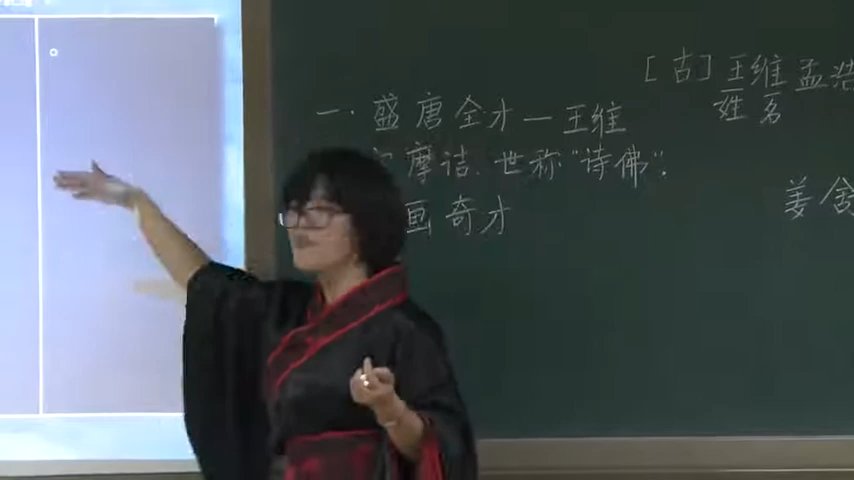 一.盛唐全才—王维
摩诘.世称"诗佛".
画奇才
[古]王维孟浩
姓名
姜